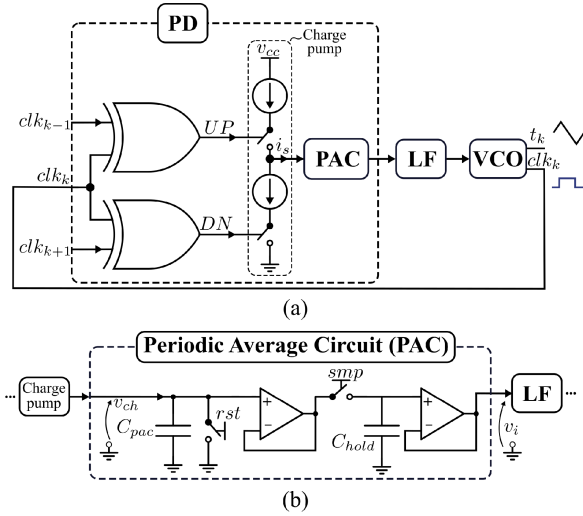 PD
Charge
pump
v_cc
clk_{k-1}
UP
t_k
i_s
PAC
LF
VCO
clk_k
clk_k
DN
clk_{k+1}
(a)
Periodic Average Circuit (PAC)
smp
Charge
pump
v_ch
rst
C_pac
C_hold
v_i
LF
...
...
+
−
+
−
(b)